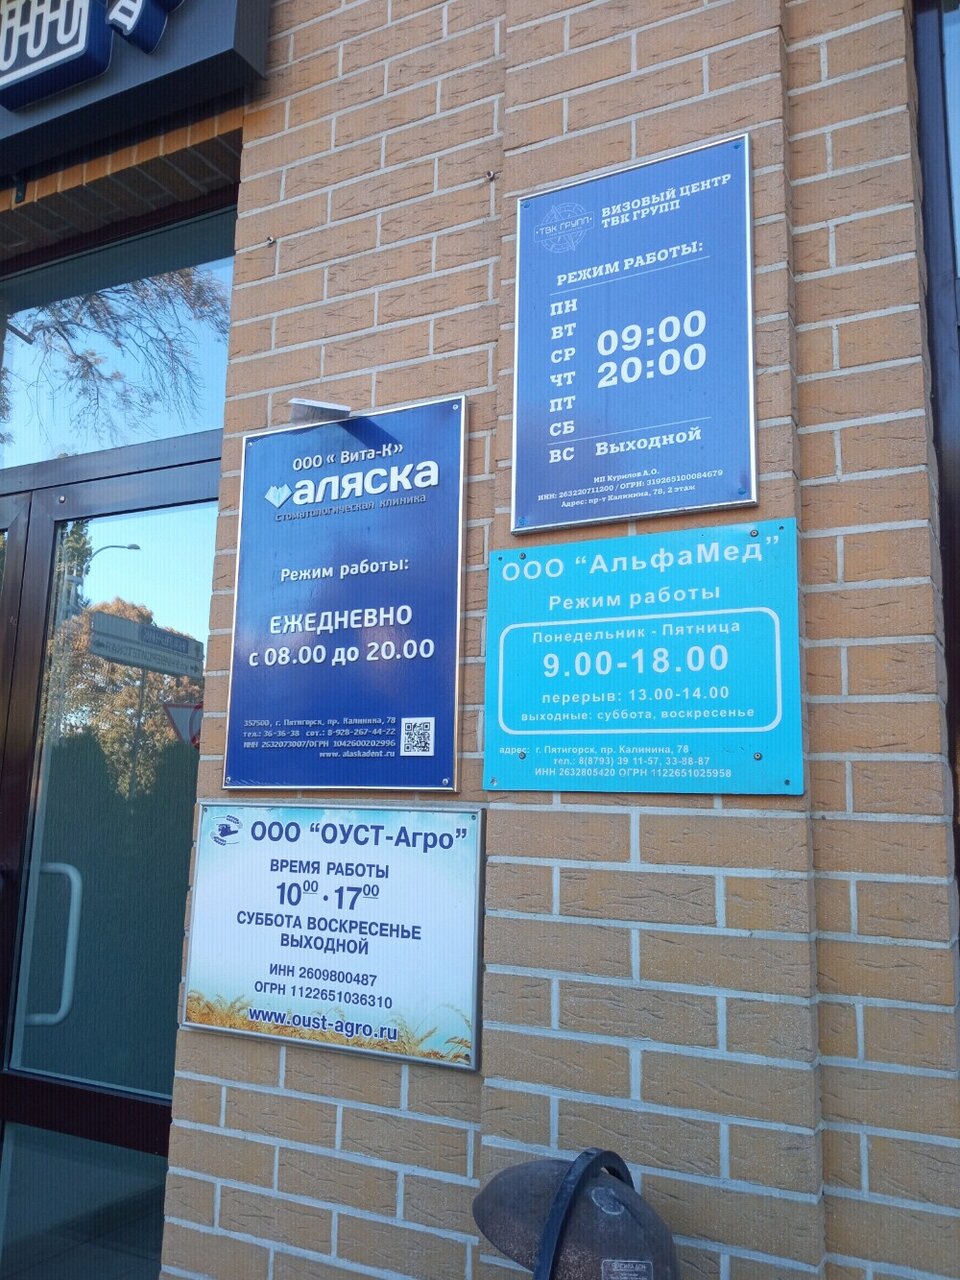 ТВК ГРУПП
ВИЗОВЫЙ ЦЕНТР
ТВК ГРУПП
РЕЖИМ РАБОТЫ:
ПН
ВТ
СР
ЧТ
ПТ
СБ
09:00
20:00
ВС Выходной
ИП Курилов А.О.
ИНН: 263220711200 / ОГРН: 319265100084679
Адрес: пр-т Калинина, 78, 2 этаж
ООО « Вита-К»
аляска
стоматологическая клиника
Режим работы:
ЕЖЕДНЕВНО
с 08.00 до 20.00
357500, г. Пятигорск, пр. Калинина, 78
тел.: 36-36-38 сот.: 8-928-267-44-22
ИНН 2632073007/ОГРН 1042600202996
www. alaskadent.ru
ООО “АльфаМед”
Режим работы
Понедельник - Пятница
9.00-18.00
перерыв: 13.00-14.00
выходные: суббота, воскресенье
адрес: г. Пятигорск, пр. Калинина, 78
тел.: 8(8793) 39 11-57, 33-88-87
ИНН 2632805420 ОГРН 1122651025958
ООО “ОУСТ-Агро”
ВРЕМЯ РАБОТЫ
10⁰⁰ - 17⁰⁰
СУББОТА ВОСКРЕСЕНЬЕ
ВЫХОДНОЙ
ИНН 2609800487
ОГРН 1122651036310
www.oust-agro.ru